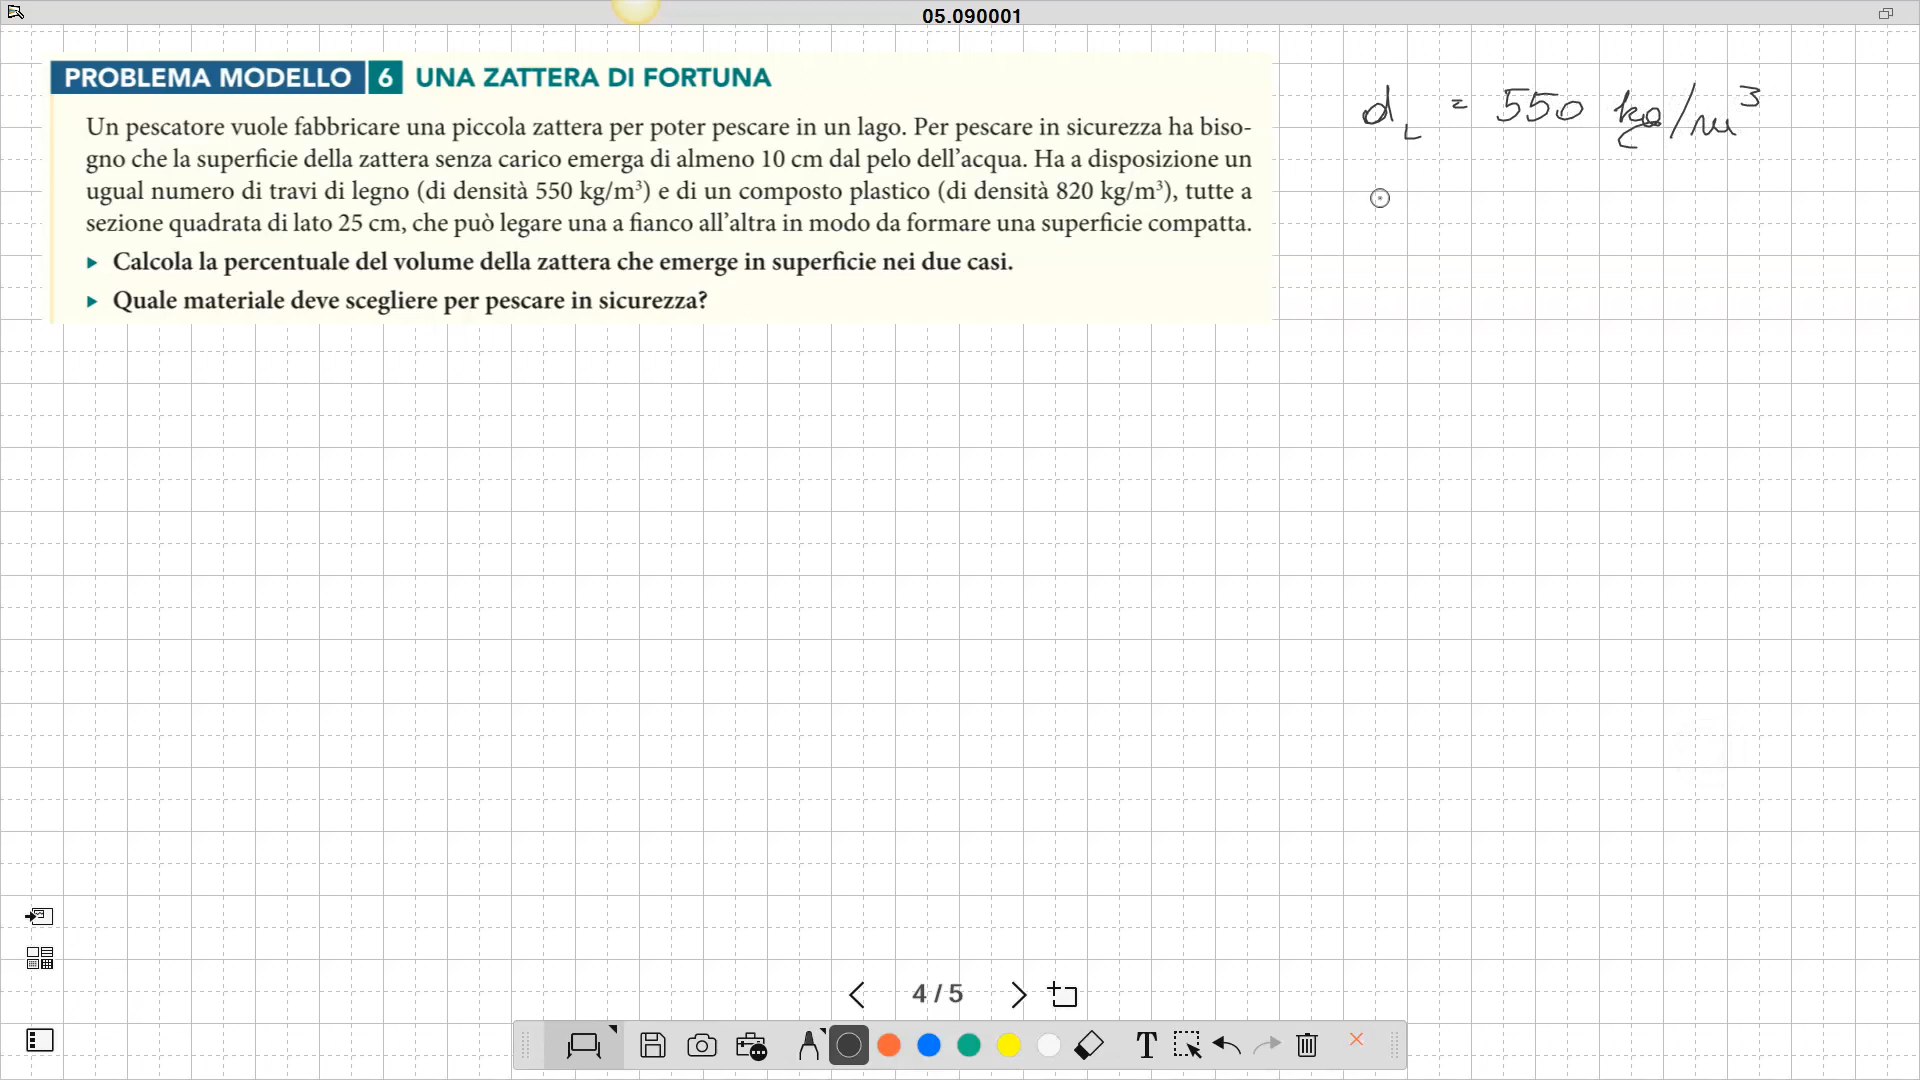 05.090001
PROBLEMA MODELLO 6 UNA ZATTERA DI FORTUNA
Un pescatore vuole fabbricare una piccola zattera per poter pescare in un lago. Per pescare in sicurezza ha biso-
gno che la superficie della zattera senza carico emerga di almeno 10 cm dal pelo dell'acqua. Ha a disposizione un
ugual numero di travi di legno (di densità 550 kg/m³) e di un composto plastico (di densità 820 kg/m³), tutte a
sezione quadrata di lato 25 cm, che può legare una a fianco all'altra in modo da formare una superficie compatta.
▸ Calcola la percentuale del volume della zattera che emerge in superficie nei due casi.
▸ Quale materiale deve scegliere per pescare in sicurezza?
d_L = 550 kg/m³
4 / 5
T